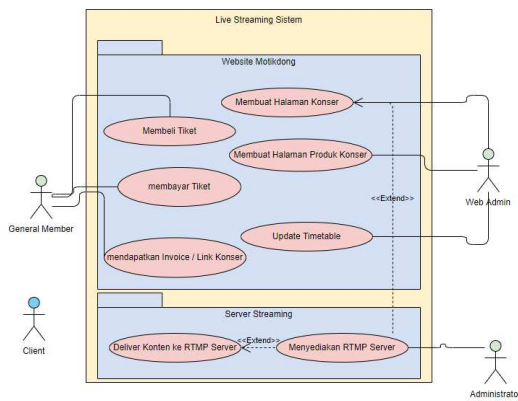 Live Streaming Sistem
Website Motikdong
Membuat Halaman Konser
Membeli Tiket
Membuat Halaman Produk Konser
membayar Tiket
<<Extend>>
General Member
Web Admin
Update Timetable
mendapatkan Invoice / Link Konser
Server Streaming
<<Extend>>
Deliver Konten ke RTMP Server
Menyediakan RTMP Server
Client
Administrato